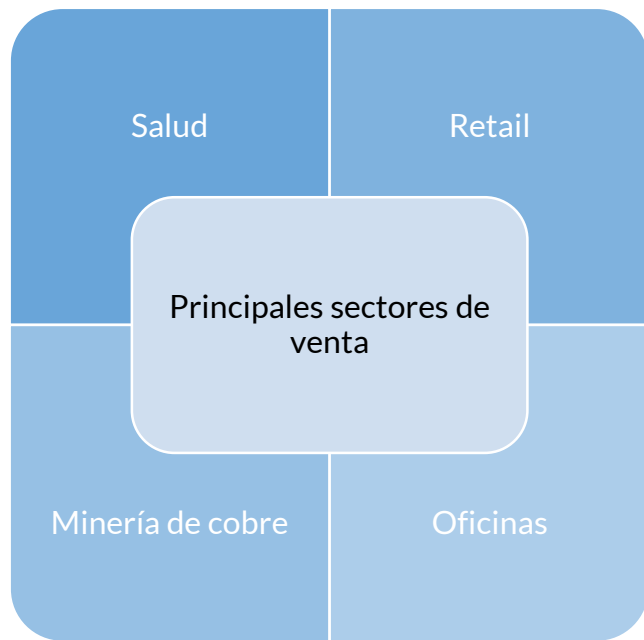 Salud
Retail
Principales sectores de
venta
Minería de cobre
Oficinas